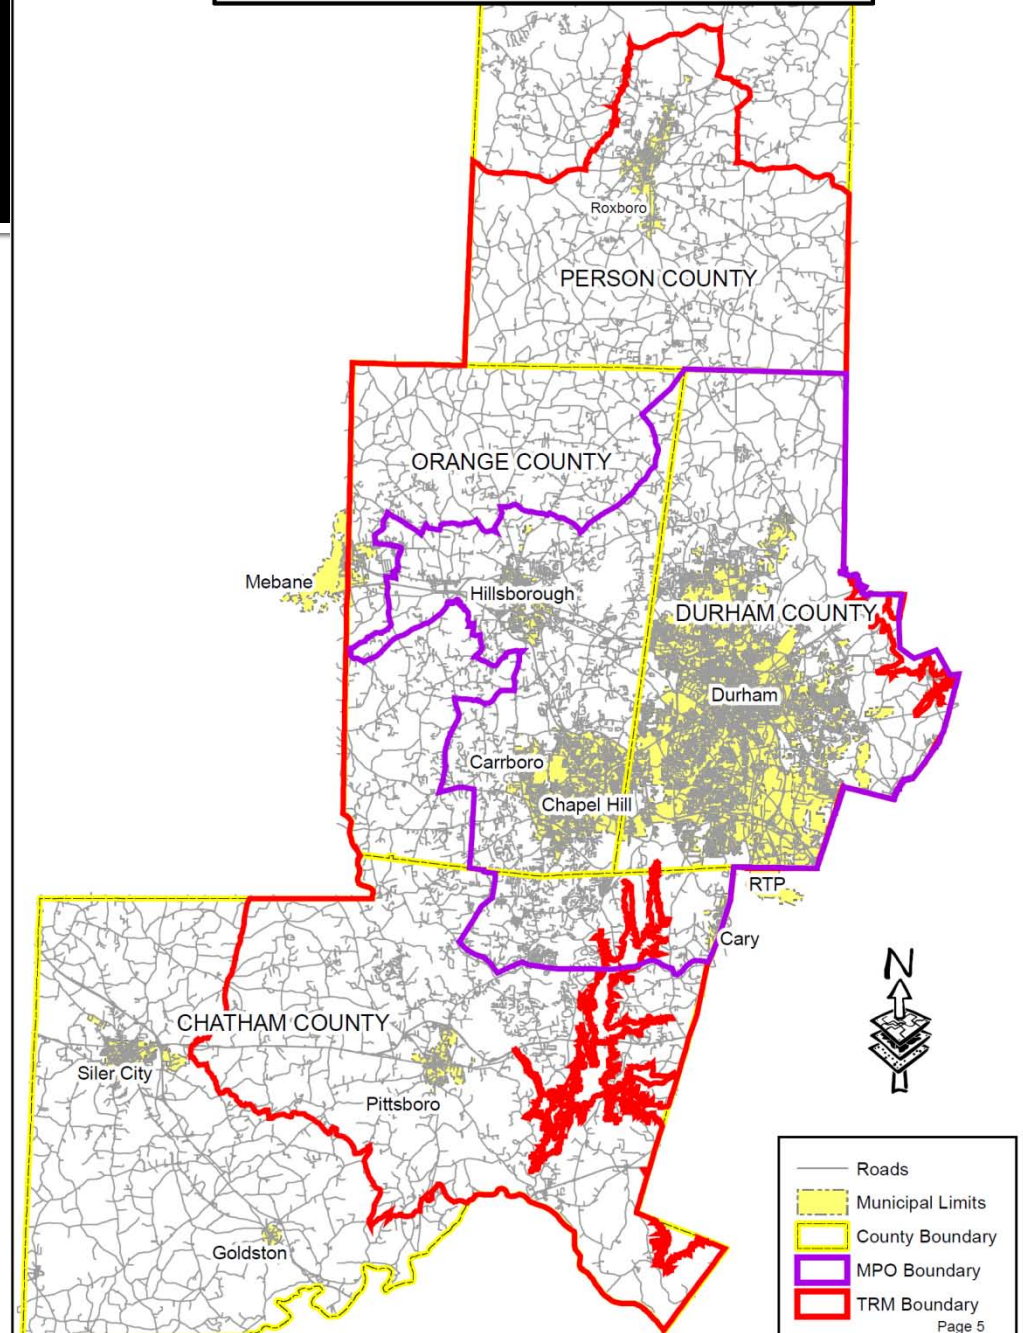 Roxboro
PERSON COUNTY
ORANGE COUNTY
Mebane
Hillsborough
DURHAM COUNTY
Durham
Carrboro
Chapel Hill
RTP
Cary
N
CHATHAM COUNTY
Siler City
Pittsboro
Goldston
Roads
Municipal Limits
County Boundary
MPO Boundary
TRM Boundary
Page 5